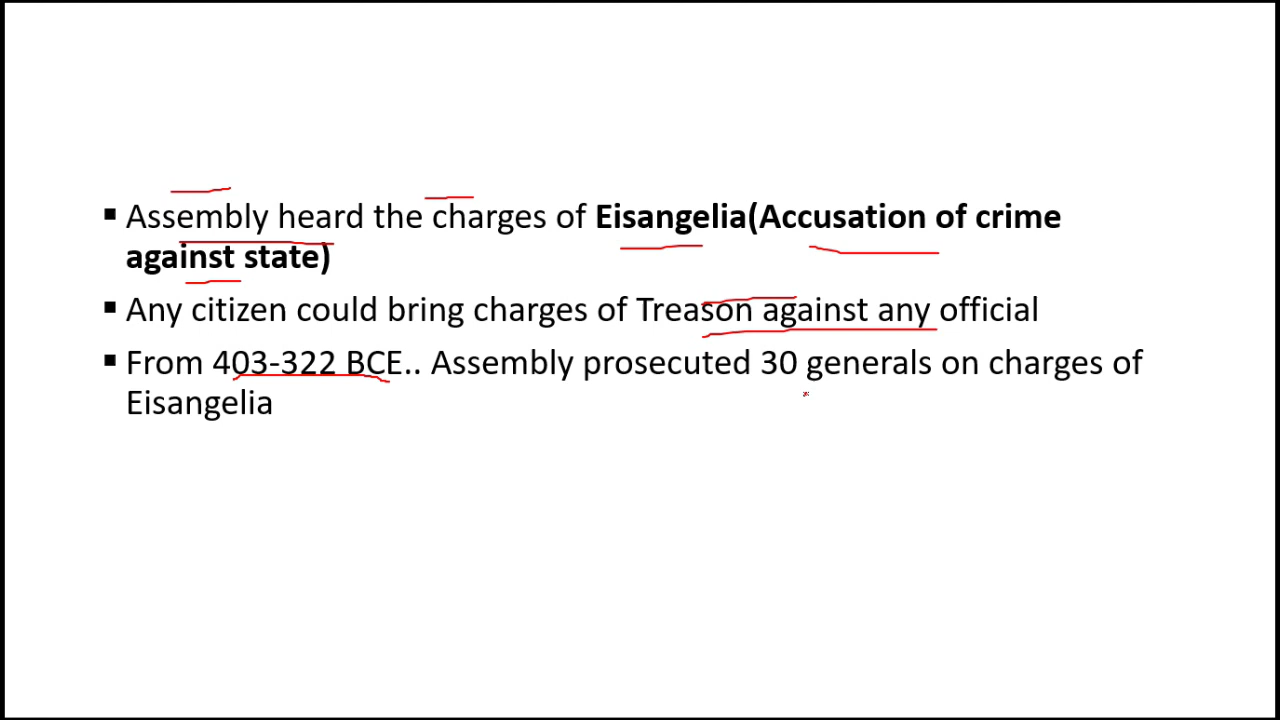 ▪ Assembly heard the charges of Eisangelia(Accusation of crime
against state)
▪ Any citizen could bring charges of Treason against any official
▪ From 403-322 BCE.. Assembly prosecuted 30 generals on charges of
Eisangelia